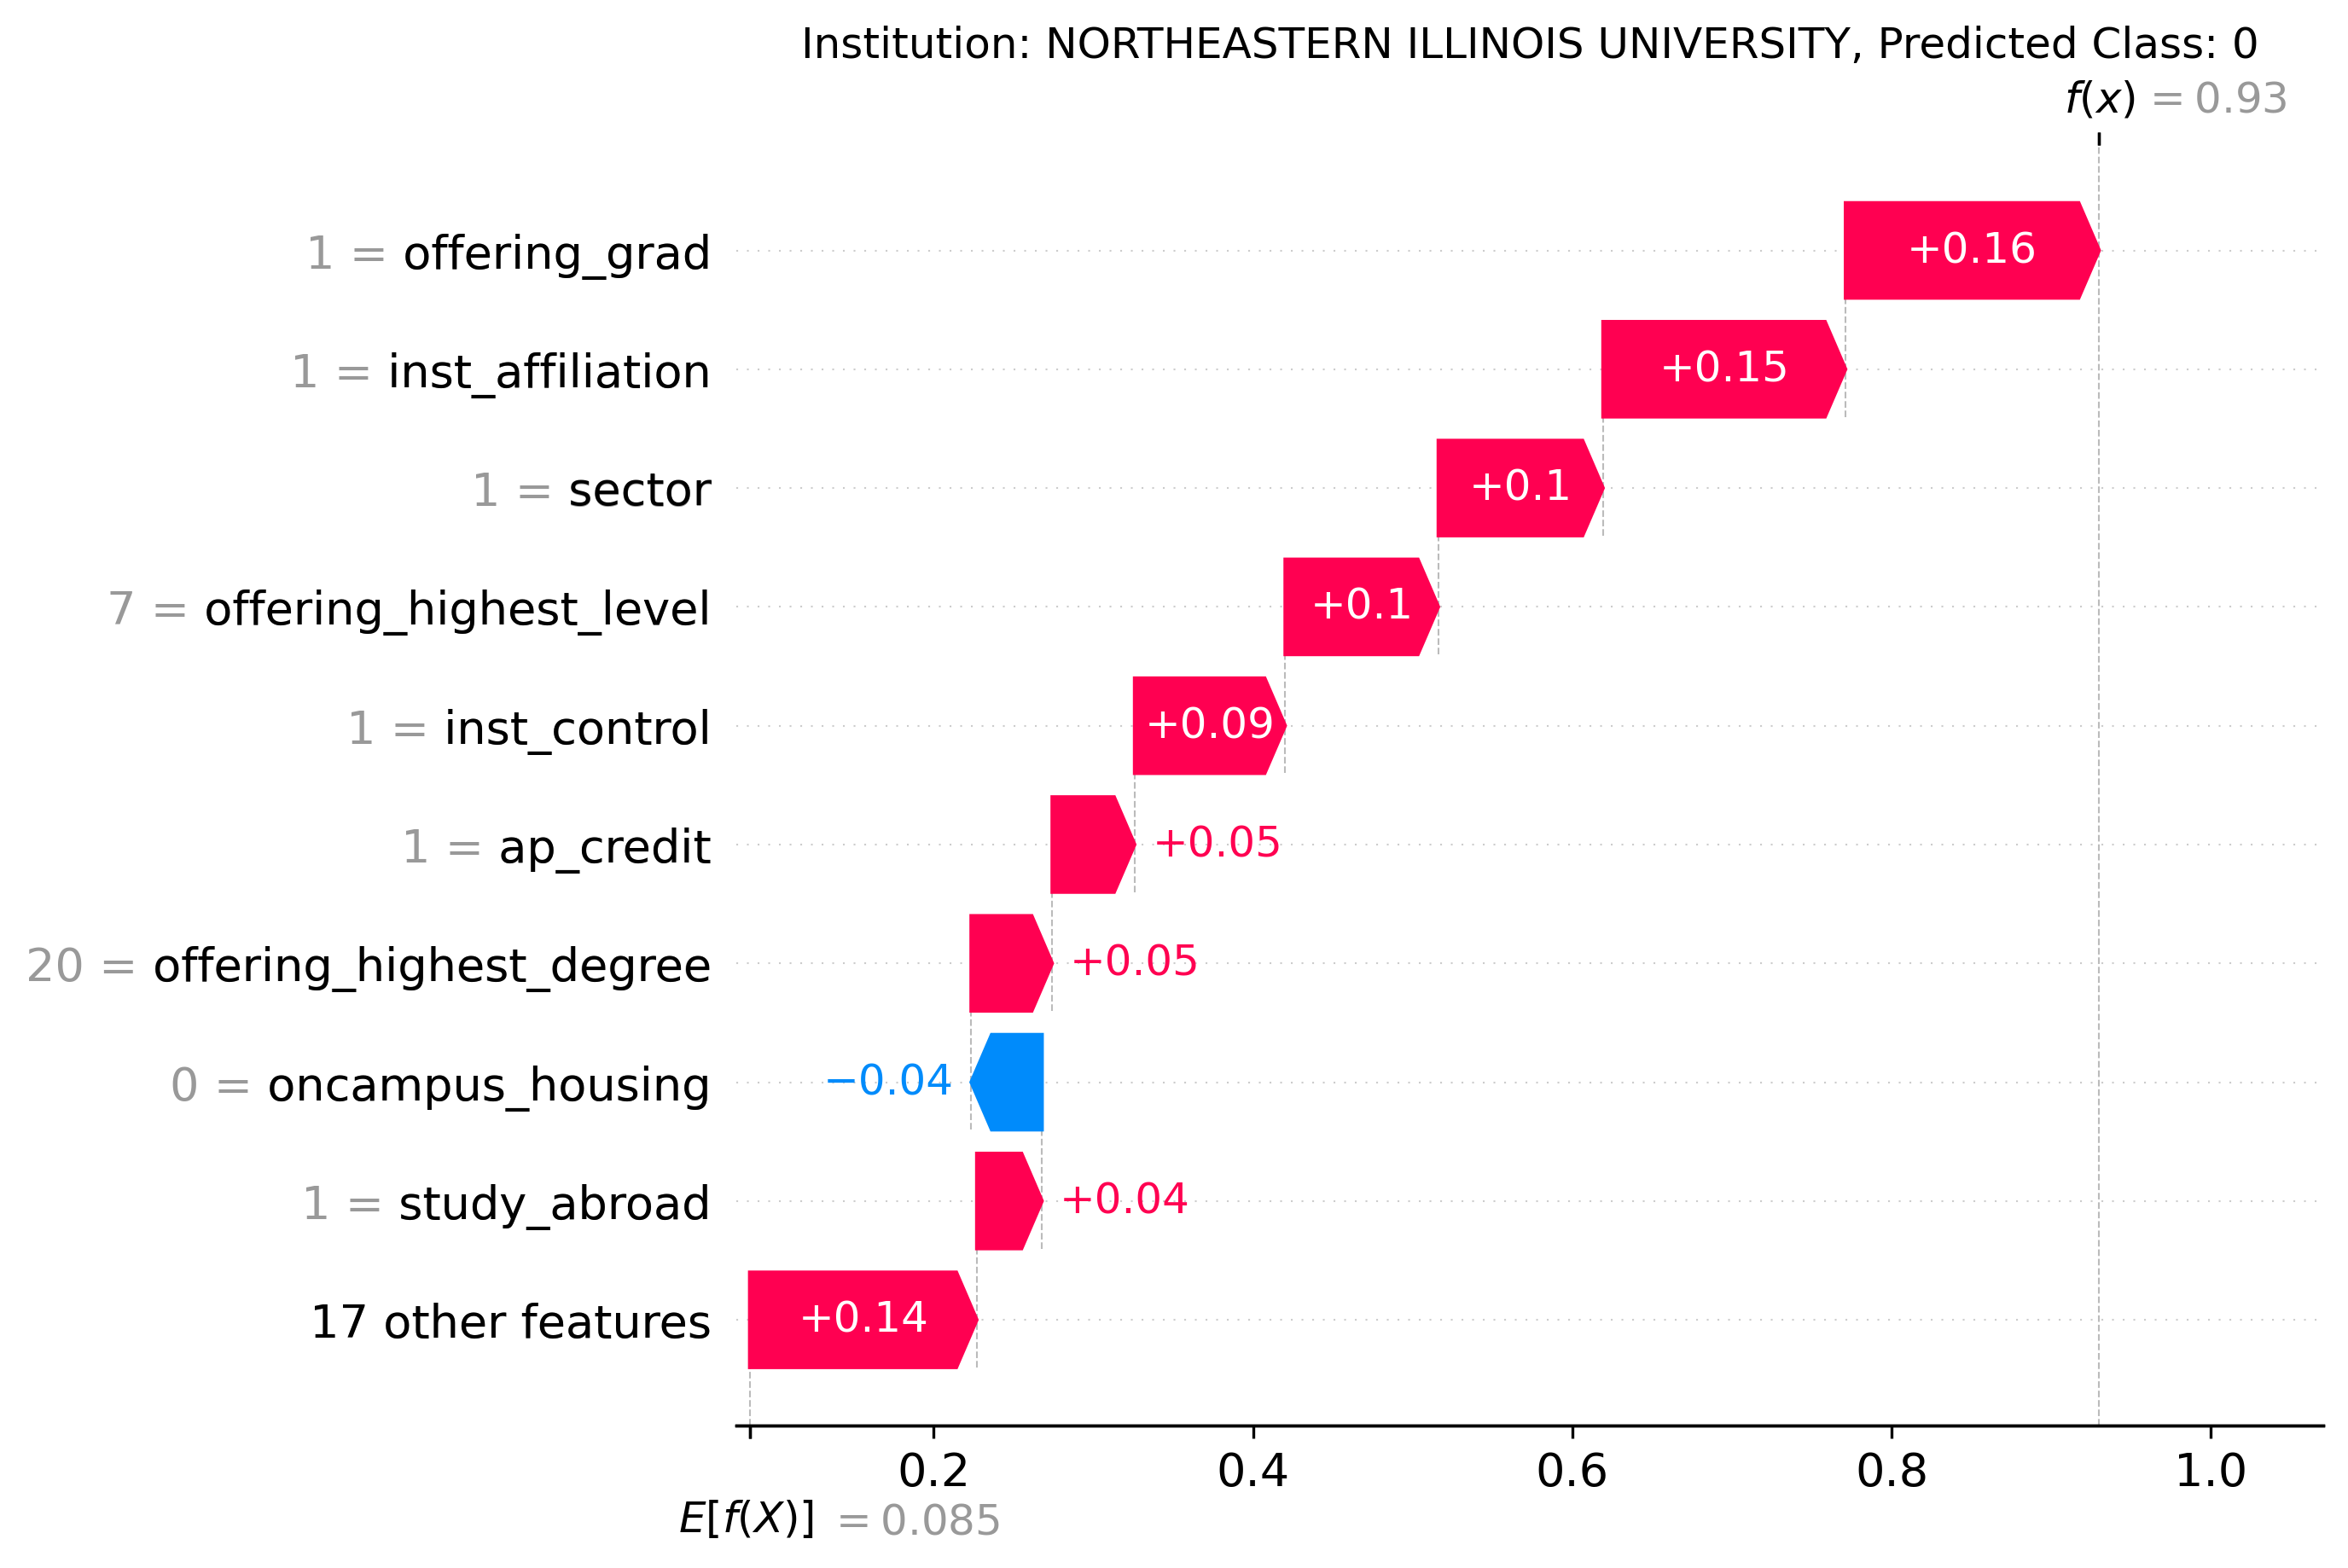 Institution: NORTHEASTERN ILLINOIS UNIVERSITY, Predicted Class: 0
f(x) = 0.93
1 = offering_grad +0.16
1 = inst_affiliation +0.15
1 = sector +0.1
7 = offering_highest_level +0.1
1 = inst_control +0.09
1 = ap_credit +0.05
20 = offering_highest_degree +0.05
0 = oncampus_housing −0.04
1 = study_abroad +0.04
17 other features +0.14
0.2 0.4 0.6 0.8 1.0
E[f(X)] = 0.085